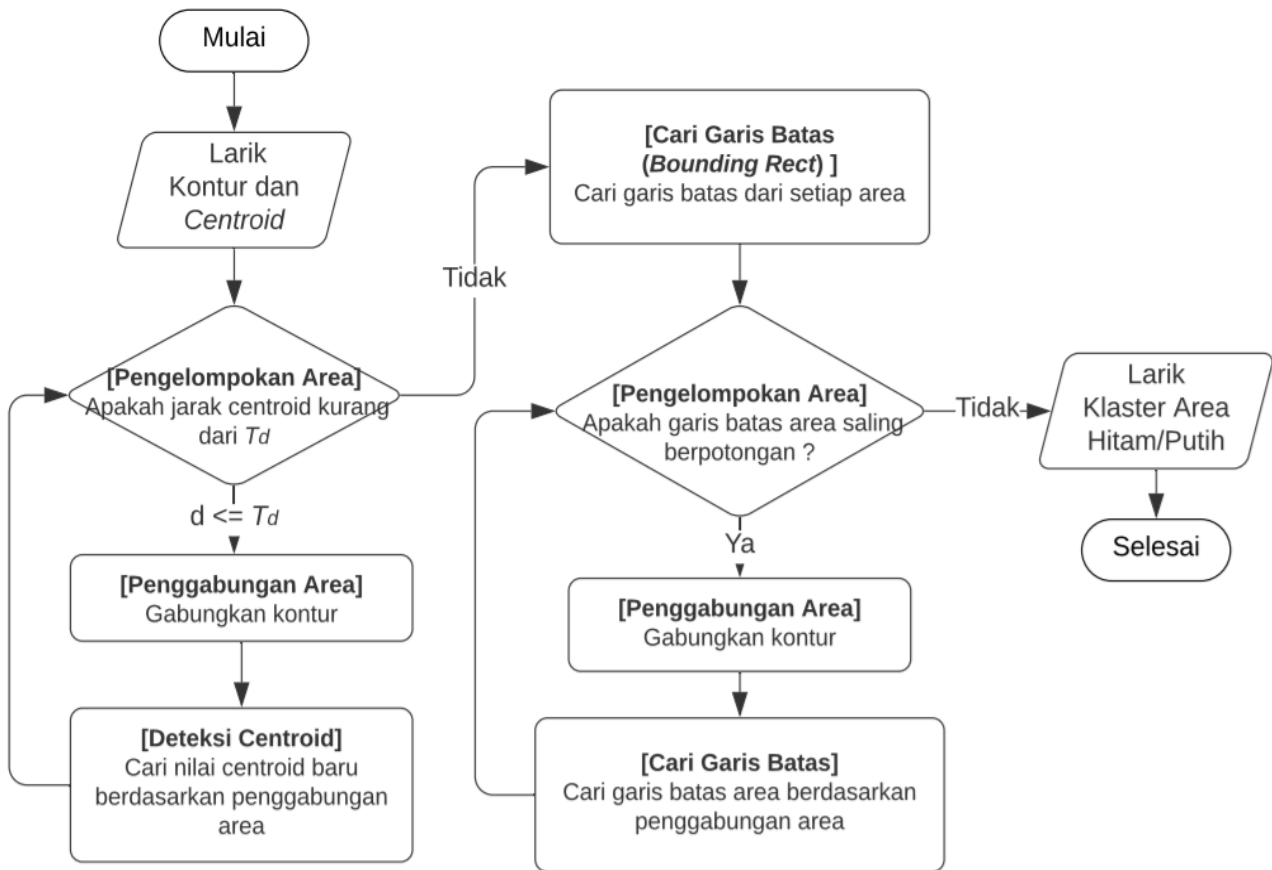 Mulai
Larik
Kontur dan
Centroid
[Pengelompokan Area]
Apakah jarak centroid kurang
dari Td
d <= Td
[Penggabungan Area]
Gabungkan kontur
[Deteksi Centroid]
Cari nilai centroid baru
berdasarkan penggabungan
area
Tidak
[Cari Garis Batas
(Bounding Rect) ]
Cari garis batas dari setiap area
[Pengelompokan Area]
Apakah garis batas area saling
berpotongan ?
Ya
[Penggabungan Area]
Gabungkan kontur
[Cari Garis Batas]
Cari garis batas area berdasarkan
penggabungan area
Tidak
Larik
Klaster Area
Hitam/Putih
Selesai